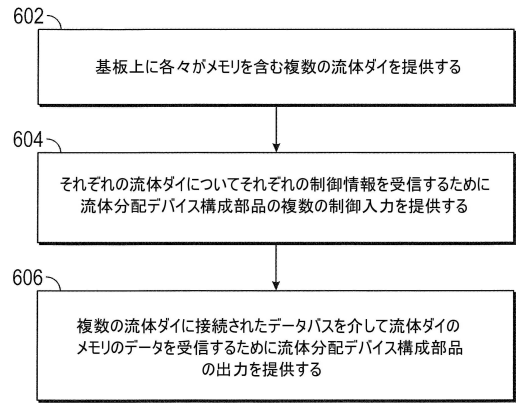 602
基板上に各々がメモリを含む複数の流体ダイを提供する
604
それぞれの流体ダイについてそれぞれの制御情報を受信するために
流体分配デバイス構成部品の複数の制御入力を提供する
606
複数の流体ダイに接続されたデータバスを介して流体ダイの
メモリのデータを受信するために流体分配デバイス構成部品
の出力を提供する